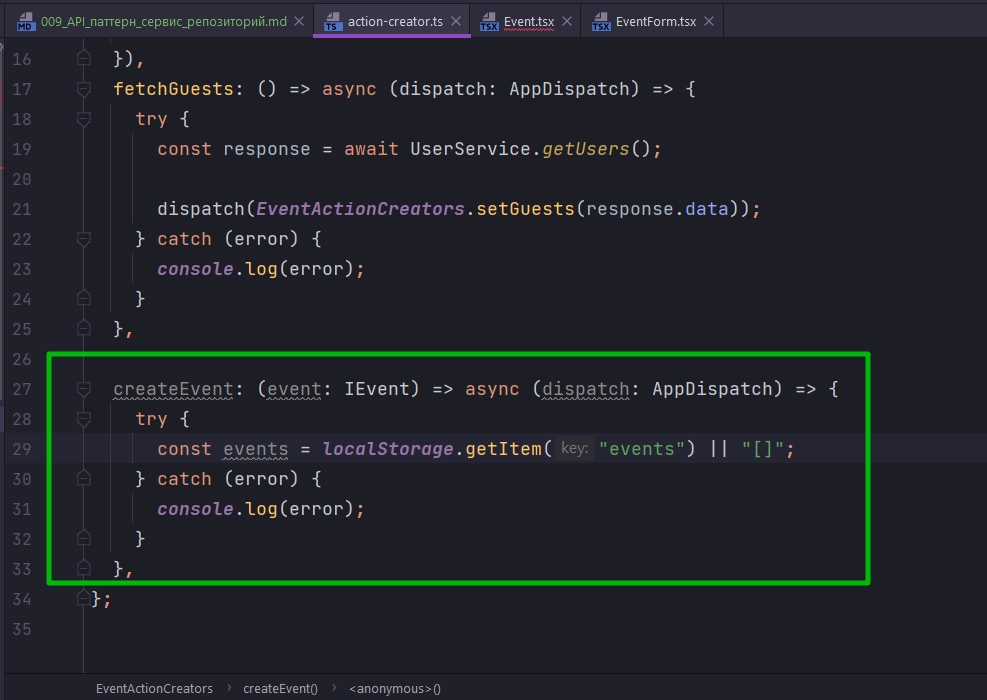 MD 009_API_паттерн_сервис_репозиторий.md TS action-creator.ts TSX Event.tsx TSX EventForm.tsx
16 }),
17 fetchGuests: () => async (dispatch: AppDispatch) => {
18 try {
19 const response = await UserService.getUsers();
20
21 dispatch(EventActionCreators.setGuests(response.data));
22 } catch (error) {
23 console.log(error);
24 }
25 },
26
27 createEvent: (event: IEvent) => async (dispatch: AppDispatch) => {
28 try {
29 const events = localStorage.getItem( key: "events") || "[]";
30 } catch (error) {
31 console.log(error);
32 }
33 },
34 };
35
EventActionCreators › createEvent() › <anonymous>()